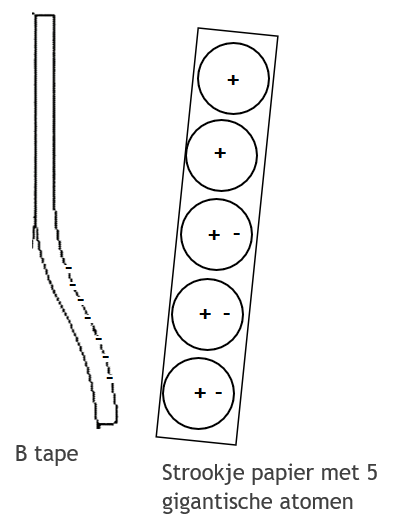 +
+
+ -
+ -
+ -
B tape
Strookje papier met 5
gigantische atomen